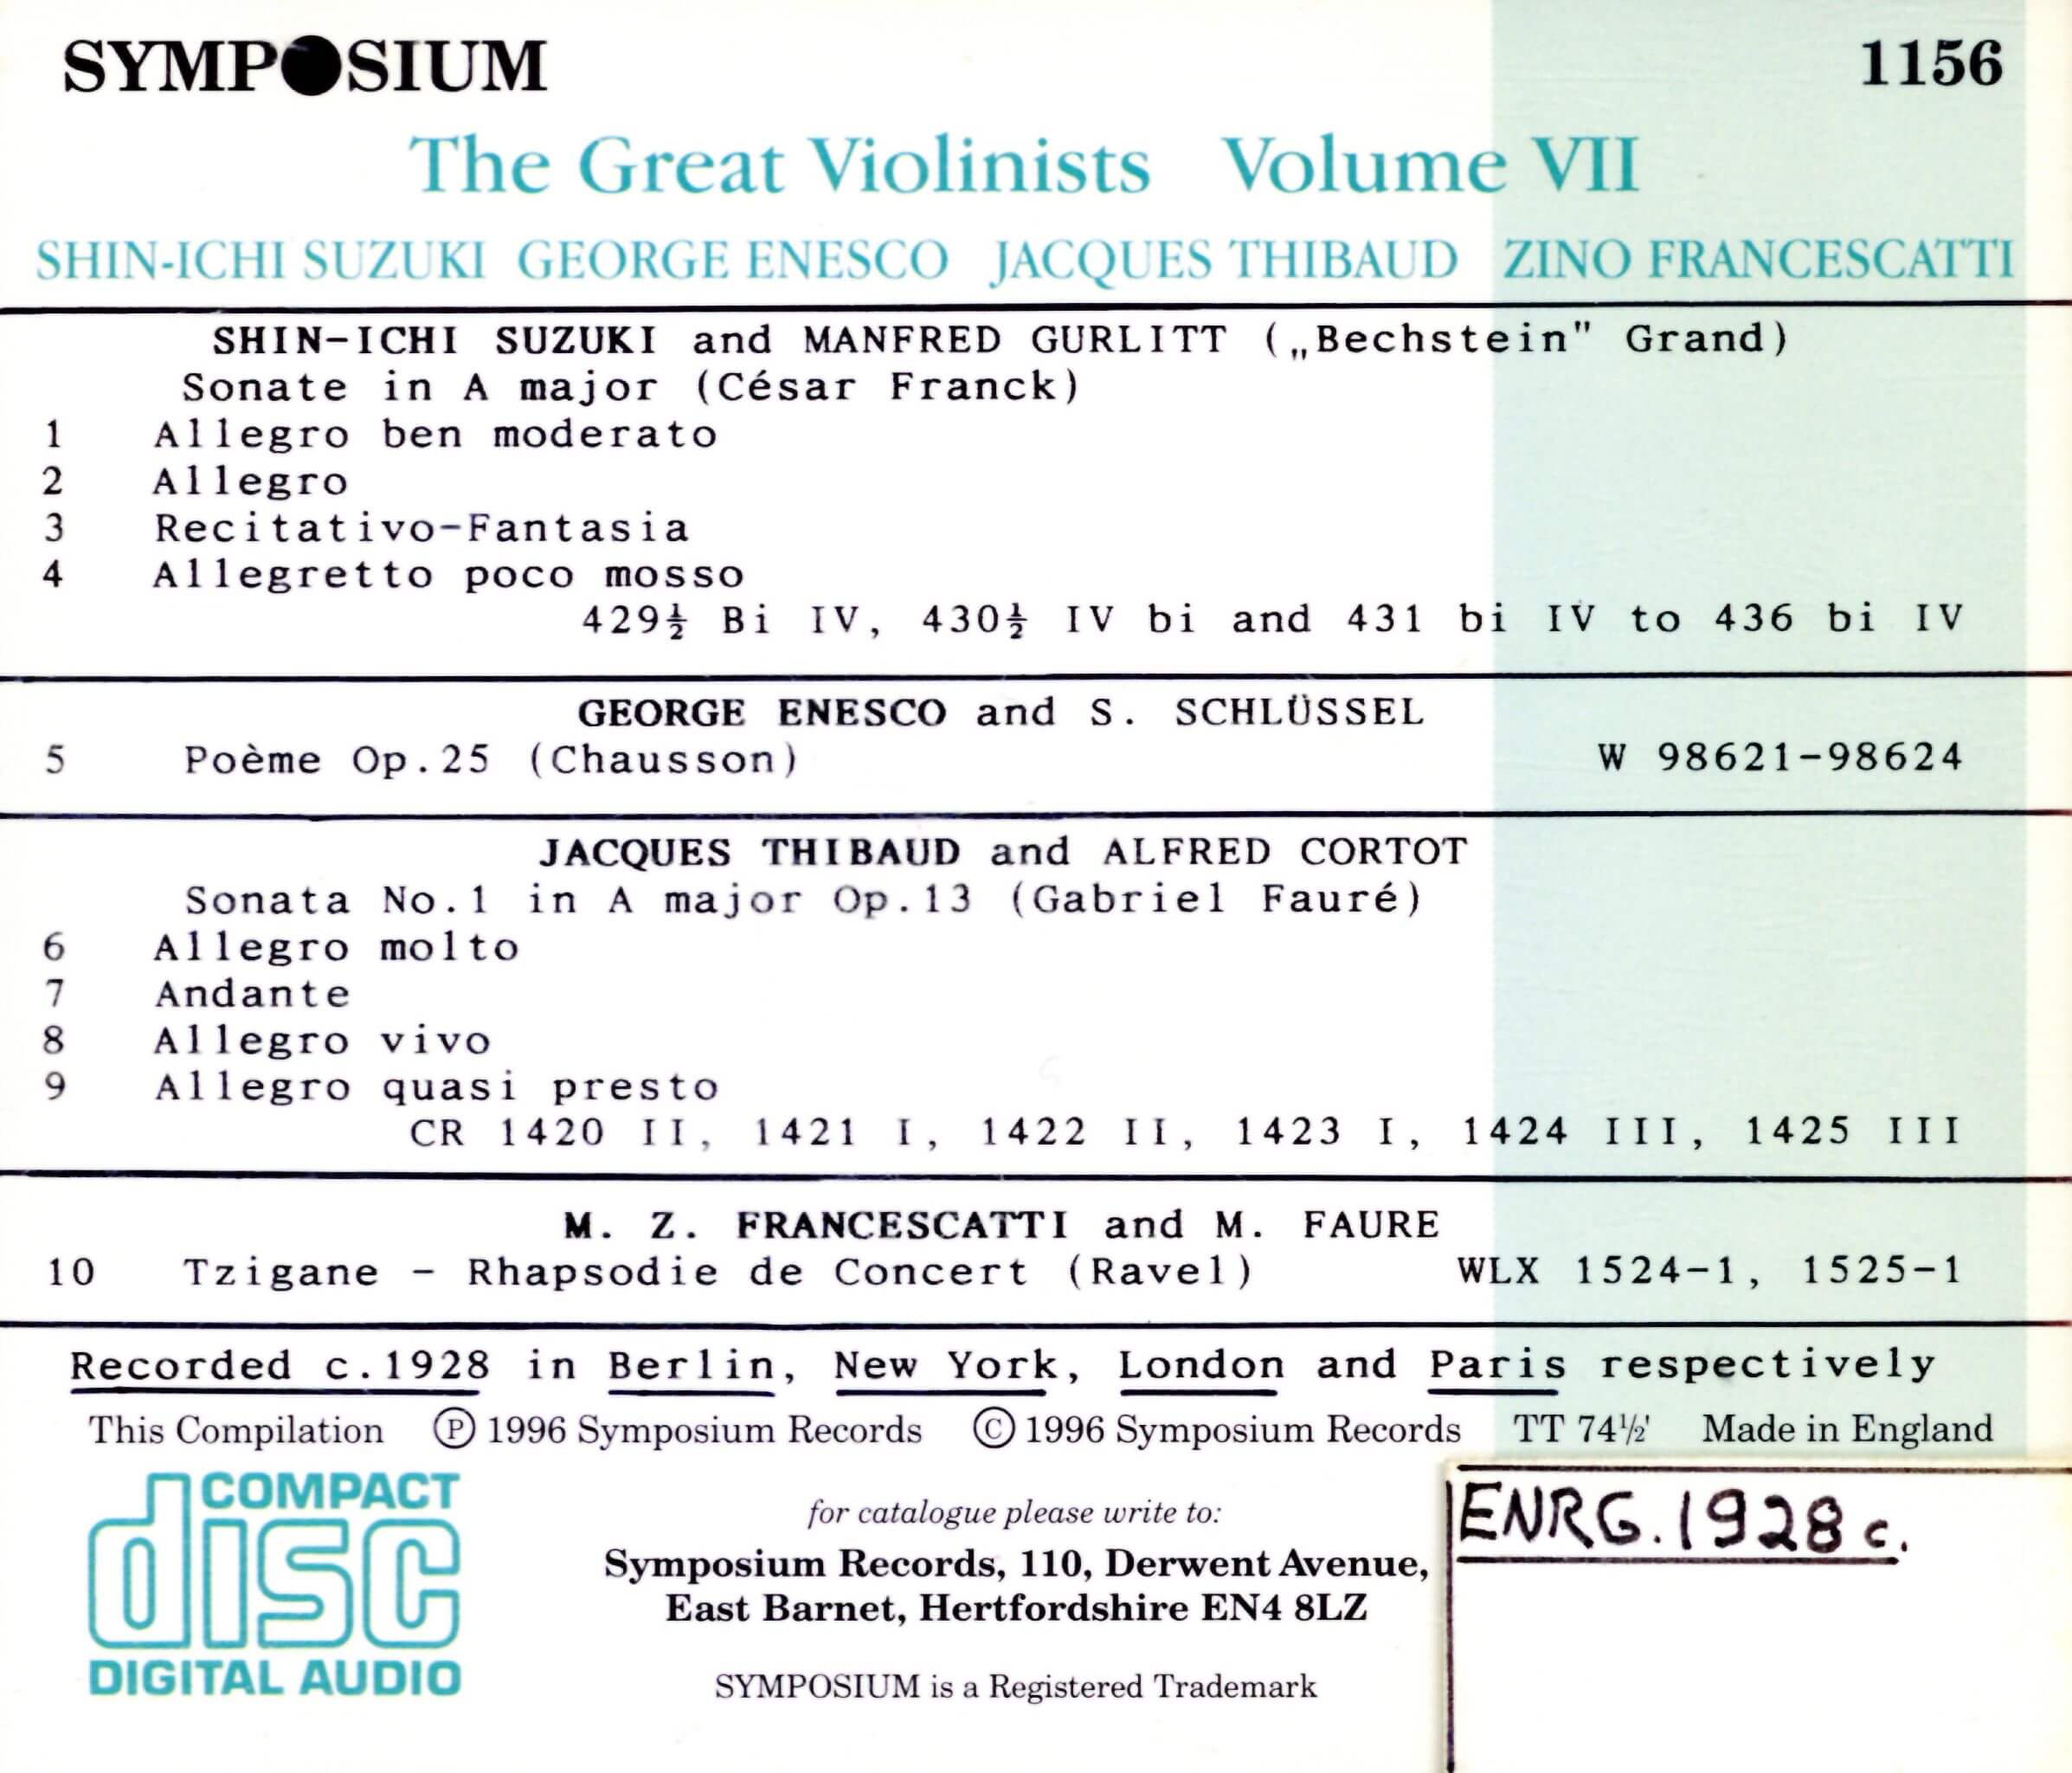 SYMPOSIUM 1156
The Great Violinists Volume VII
SHIN-ICHI SUZUKI GEORGE ENESCO JACQUES THIBAUD ZINO FRANCESCATTI
SHIN-ICHI SUZUKI and MANFRED GURLITT („Bechstein" Grand)
Sonate in A major (César Franck)
1 Allegro ben moderato
2 Allegro
3 Recitativo-Fantasia
4 Allegretto poco mosso
429½ Bi IV, 430½ IV bi and 431 bi IV to 436 bi IV
GEORGE ENESCO and S. SCHLÜSSEL
5 Poème Op.25 (Chausson) W 98621-98624
JACQUES THIBAUD and ALFRED CORTOT
Sonata No.1 in A major Op.13 (Gabriel Fauré)
6 Allegro molto
7 Andante
8 Allegro vivo
9 Allegro quasi presto
CR 1420 II, 1421 I, 1422 II, 1423 I, 1424 III, 1425 III
M. Z. FRANCESCATTI and M. FAURE
10 Tzigane - Rhapsodie de Concert (Ravel) WLX 1524-1, 1525-1
Recorded c.1928 in Berlin, New York, London and Paris respectively
This Compilation ℗ 1996 Symposium Records © 1996 Symposium Records TT 74½' Made in England
COMPACT
disc
DIGITAL AUDIO
for catalogue please write to:
Symposium Records, 110, Derwent Avenue,
East Barnet, Hertfordshire EN4 8LZ
SYMPOSIUM is a Registered Trademark
ENRG. 1928 c.